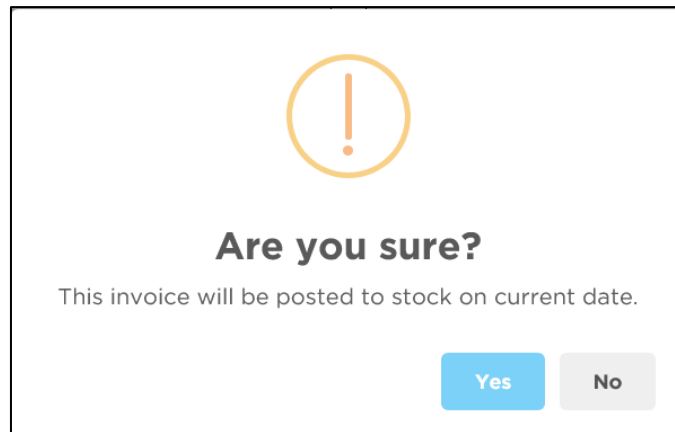 Are you sure?
This invoice will be posted to stock on current date.
Yes No